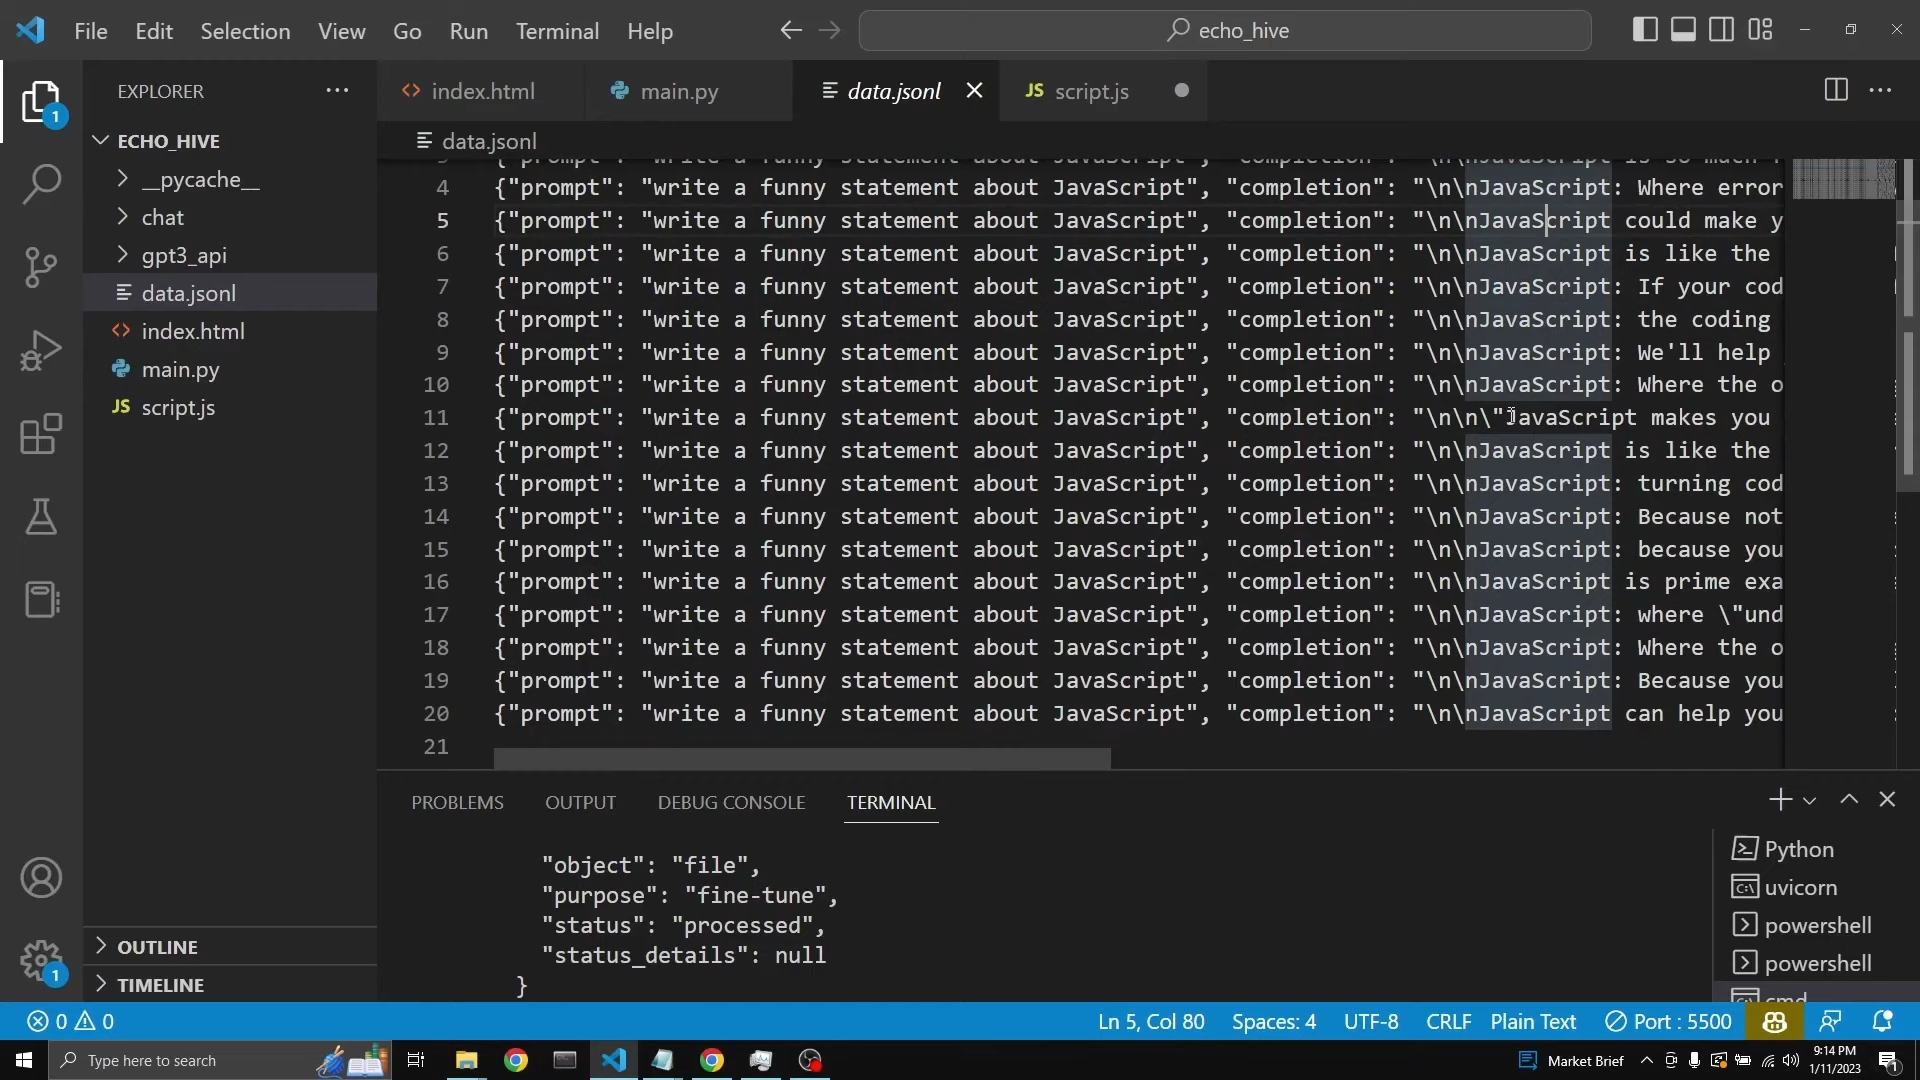 File Edit Selection View Go Run Terminal Help
echo_hive
EXPLORER
1
ECHO_HIVE
__pycache__
chat
gpt3_api
data.jsonl
index.html
main.py
JS script.js
OUTLINE
TIMELINE
1
index.html
main.py
data.jsonl
JS script.js
data.jsonl
4 {"prompt": "write a funny statement about JavaScript", "completion": "\n\nJavaScript: Where error
5 {"prompt": "write a funny statement about JavaScript", "completion": "\n\nJavaScript could make y
6 {"prompt": "write a funny statement about JavaScript", "completion": "\n\nJavaScript is like the
7 {"prompt": "write a funny statement about JavaScript", "completion": "\n\nJavaScript: If your cod
8 {"prompt": "write a funny statement about JavaScript", "completion": "\n\nJavaScript: the coding
9 {"prompt": "write a funny statement about JavaScript", "completion": "\n\nJavaScript: We'll help
10 {"prompt": "write a funny statement about JavaScript", "completion": "\n\nJavaScript: Where the o
11 {"prompt": "write a funny statement about JavaScript", "completion": "\n\n\"JavaScript makes you
12 {"prompt": "write a funny statement about JavaScript", "completion": "\n\nJavaScript is like the
13 {"prompt": "write a funny statement about JavaScript", "completion": "\n\nJavaScript: turning cod
14 {"prompt": "write a funny statement about JavaScript", "completion": "\n\nJavaScript: Because not
15 {"prompt": "write a funny statement about JavaScript", "completion": "\n\nJavaScript: because you
16 {"prompt": "write a funny statement about JavaScript", "completion": "\n\nJavaScript is prime exa
17 {"prompt": "write a funny statement about JavaScript", "completion": "\n\nJavaScript: where \"und
18 {"prompt": "write a funny statement about JavaScript", "completion": "\n\nJavaScript: Where the o
19 {"prompt": "write a funny statement about JavaScript", "completion": "\n\nJavaScript: Because you
20 {"prompt": "write a funny statement about JavaScript", "completion": "\n\nJavaScript can help you
21
PROBLEMS OUTPUT DEBUG CONSOLE TERMINAL
"object": "file",
"purpose": "fine-tune",
"status": "processed",
"status_details": null
}
Python
uvicorn
powershell
powershell
cmd
0 0
Ln 5, Col 80 Spaces: 4 UTF-8 CRLF Plain Text Port : 5500
Type here to search
Market Brief
9:14 PM
1/11/2023
1